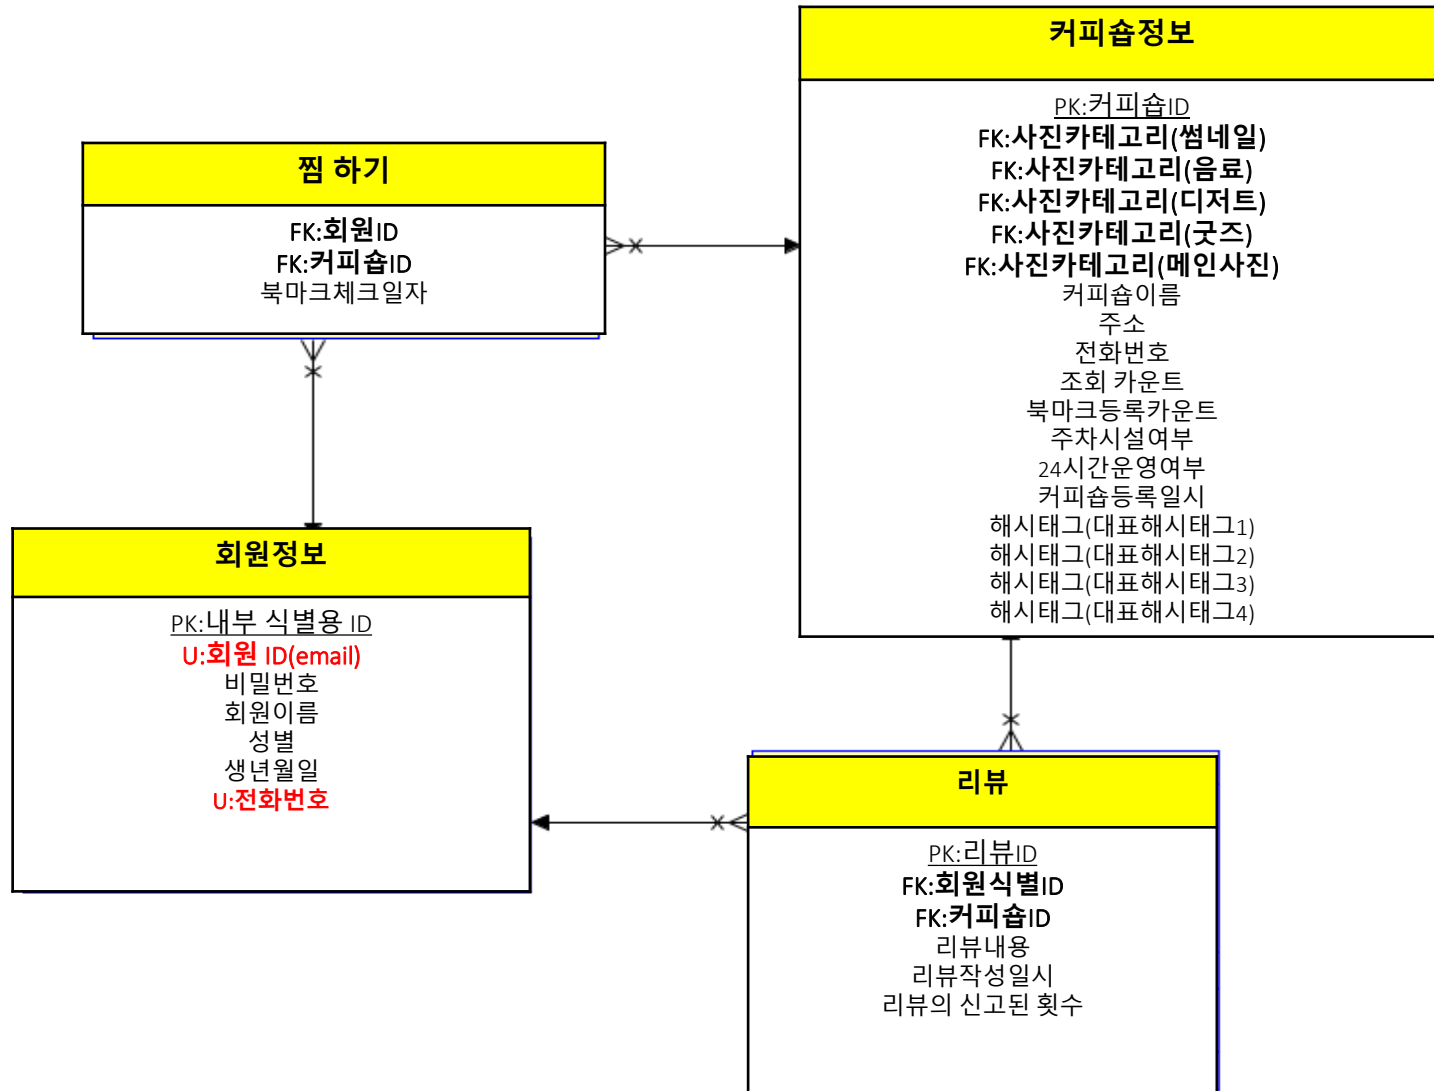 커피숍정보
PK:커피숍ID
FK:사진카테고리(썸네일)
FK:사진카테고리(음료)
FK:사진카테고리(디저트)
FK:사진카테고리(굿즈)
FK:사진카테고리(메인사진)
커피숍이름
주소
전화번호
조회 카운트
북마크등록카운트
주차시설여부
24시간운영여부
커피숍등록일시
해시태그(대표해시태그1)
해시태그(대표해시태그2)
해시태그(대표해시태그3)
해시태그(대표해시태그4)
찜 하기
FK:회원ID
FK:커피숍ID
북마크체크일자
회원정보
PK:내부 식별용 ID
U:회원 ID(email)
비밀번호
회원이름
성별
생년월일
U:전화번호
리뷰
PK:리뷰ID
FK:회원식별ID
FK:커피숍ID
리뷰내용
리뷰작성일시
리뷰의 신고된 횟수